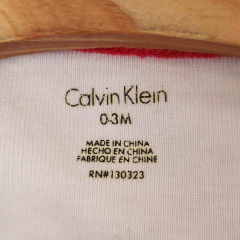 Calvin Klein
0-3M
MADE IN CHINA
HECHO EN CHINA
FABRIQUE EN CHINE
RN#130323